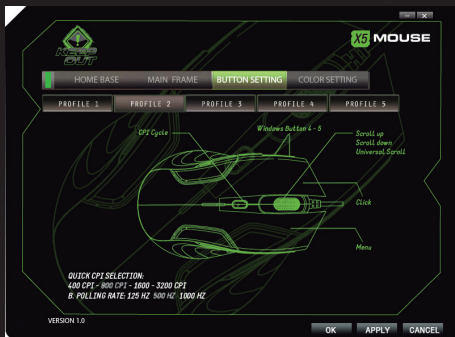 KEEP
OUT
X5 MOUSE
HOME BASE MAIN FRAME BUTTON SETTING COLOR SETTING
PROFILE 1 PROFILE 2 PROFILE 3 PROFILE 4 PROFILE 5
CPI Cycle
Windows Button 4 - 5
Scroll up
Scroll down
Universal Scroll
Click
Menu
QUICK CPI SELECTION:
400 CPI - 800 CPI - 1600 - 3200 CPI
B. POLLING RATE: 125 HZ 500 HZ 1000 HZ
VERSION 1.0
OK APPLY CANCEL